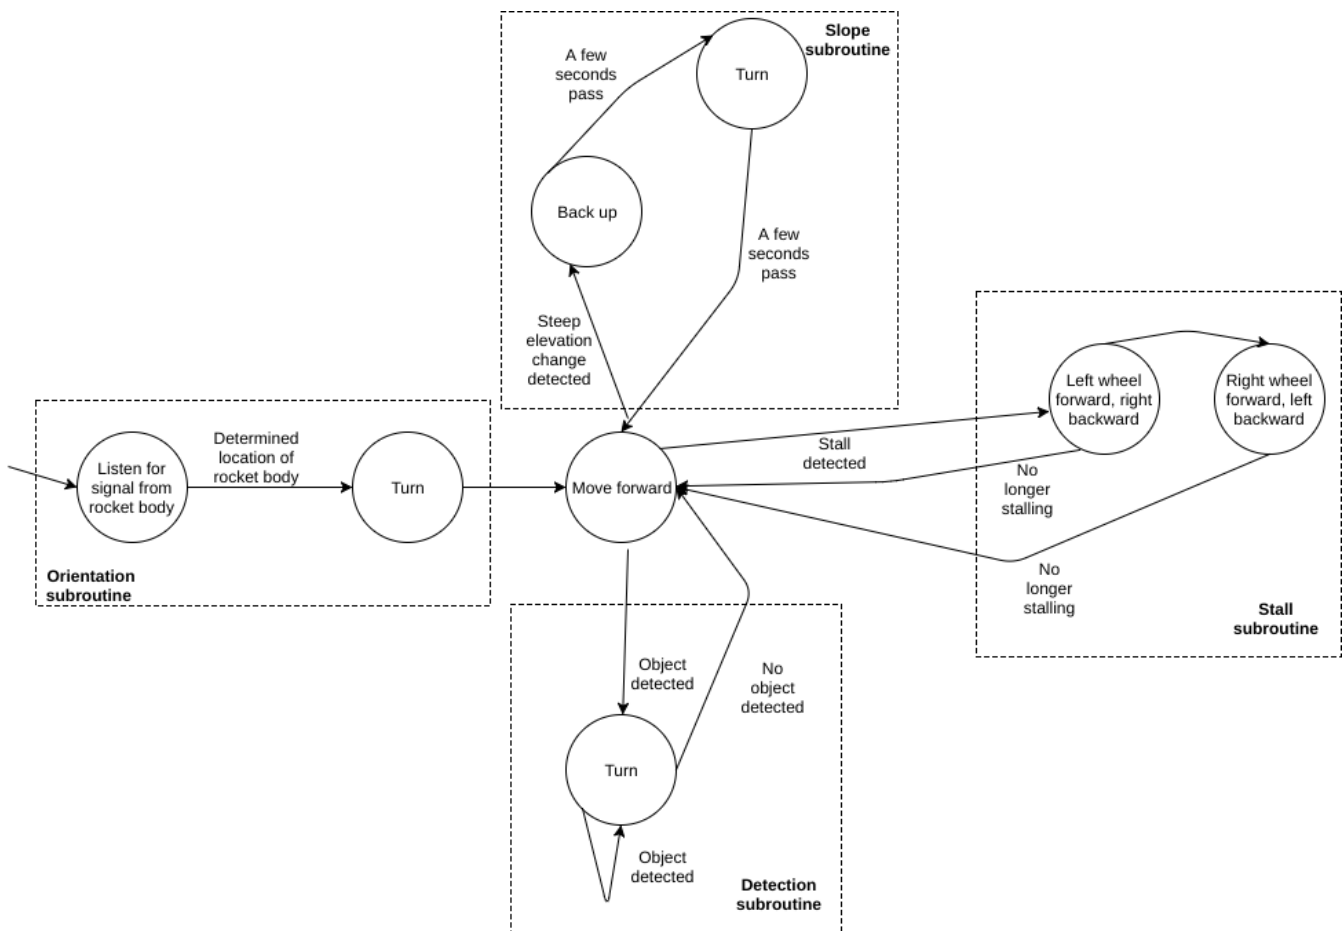 Slope
subroutine
A few
seconds
pass
Turn
Back up
A few
seconds
pass
Steep
elevation
change
detected
Left wheel
forward, right
backward
Right wheel
forward, left
backward
Determined
location of
rocket body
Listen for
signal from
rocket body
Turn
Move forward
Stall
detected
No
longer
stalling
No
longer
stalling
Orientation
subroutine
Stall
subroutine
Object
detected
No
object
detected
Turn
Object
detected
Detection
subroutine